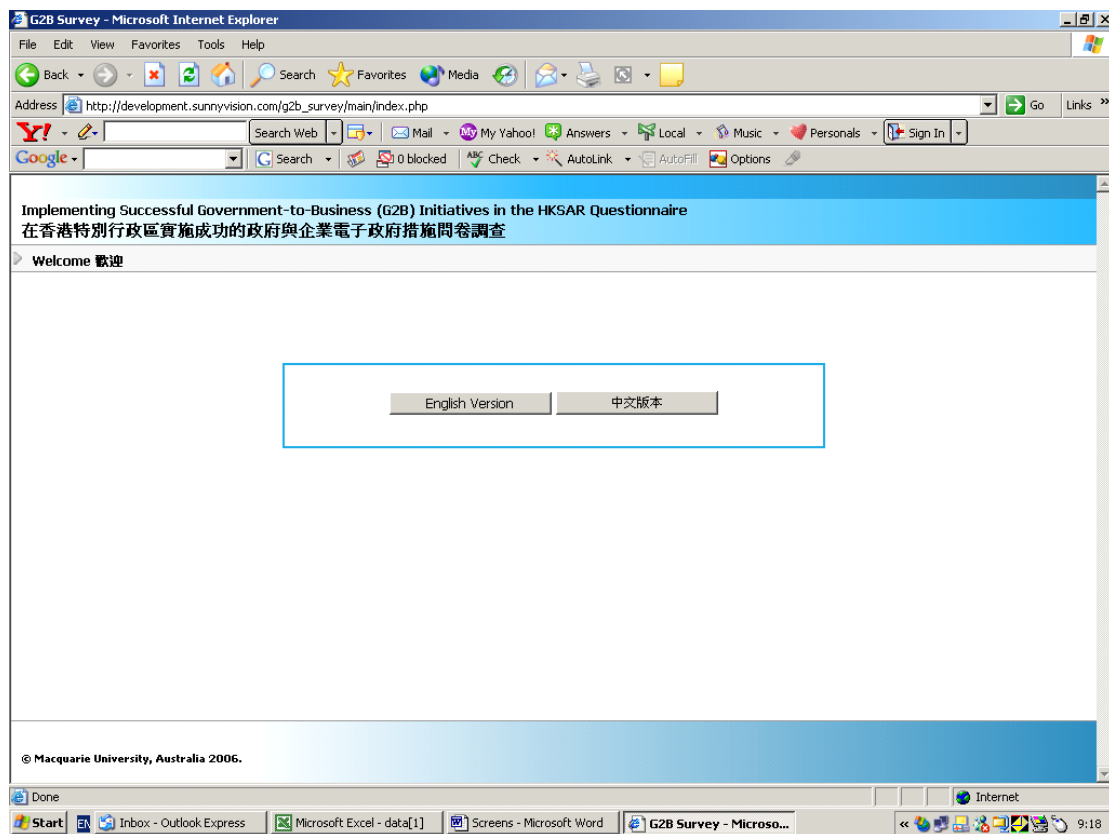 G2B Survey - Microsoft Internet Explorer
File Edit View Favorites Tools Help
Back Search Favorites Media
Address http://development.sunnyvision.com/g2b_survey/main/index.php Go Links »
Y! Search Web Mail My My Yahoo! Answers Local Music Personals Sign In
Google G Search 0 blocked ABC Check AutoLink AutoFill Options
Implementing Successful Government-to-Business (G2B) Initiatives in the HKSAR Questionnaire
在香港特別行政區實施成功的政府與企業電子政府措施問卷調查
Welcome 歡迎
English Version 中文版本
© Macquarie University, Australia 2006.
Done Internet
Start EN Inbox - Outlook Express Microsoft Excel - data[1] Screens - Microsoft Word G2B Survey - Microso... « 9:18